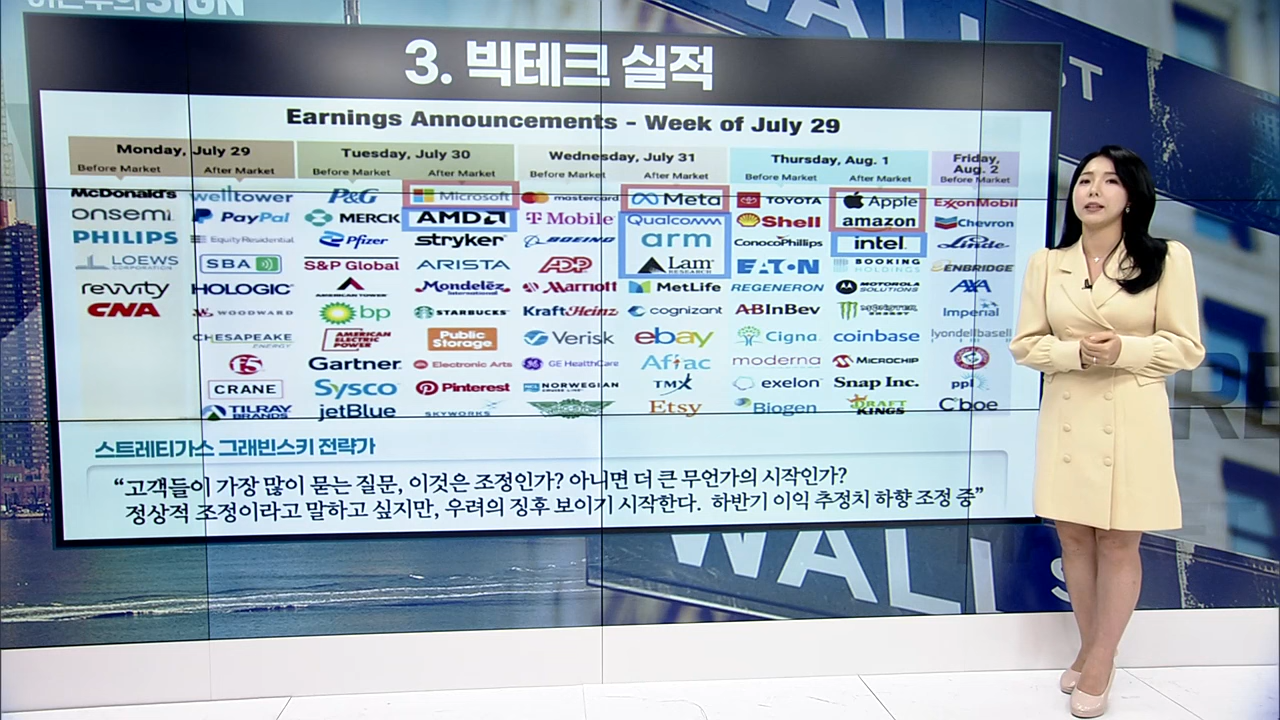 SIGN
WALL
ST
3. 빅테크 실적
Earnings Announcements - Week of July 29
Monday, July 29
Tuesday, July 30
Wednesday, July 31
Thursday, Aug. 1
Friday, Aug. 2
Before Market After Market Before Market After Market Before Market After Market Before Market After Market Before Market
McDonald's welltower P&G Microsoft mastercard Meta TOYOTA Apple ExxonMobil
onsemi PayPal MERCK AMD T Mobile Qualcomm Shell amazon Chevron
PHILIPS Equity Residential Pfizer stryker BOEING arm ConocoPhillips intel Linde
LOEWS CORPORATION SBA S&P Global ARISTA ADP Lam RESEARCH EATON BOOKING HOLDINGS ENBRIDGE
revvity HOLOGIC AMERICAN TOWER Mondelēz International Marriott MetLife REGENERON MOTOROLA SOLUTIONS AXA
CNA WOODWARD bp STARBUCKS KraftHeinz cognizant ABInBev MONSTER Imperial
CHESAPEAKE ENERGY AMERICAN ELECTRIC POWER Public Storage Verisk ebay Cigna coinbase lyondellbasell
F5 Gartner Electronic Arts GE HealthCare Aflac moderna MICROCHIP
CRANE Sysco Pinterest NORWEGIAN CRUISE LINE TMX exelon Snap Inc. ppl
TILRAY BRANDS jetBlue SKYWORKS Etsy Biogen DRAFT KINGS Cboe
스트레티가스 그래빈스키 전략가
“고객들이 가장 많이 묻는 질문, 이것은 조정인가? 아니면 더 큰 무언가의 시작인가?
정상적 조정이라고 말하고 싶지만, 우려의 징후 보이기 시작한다. 하반기 이익 추정치 하향 조정 중”
WALL